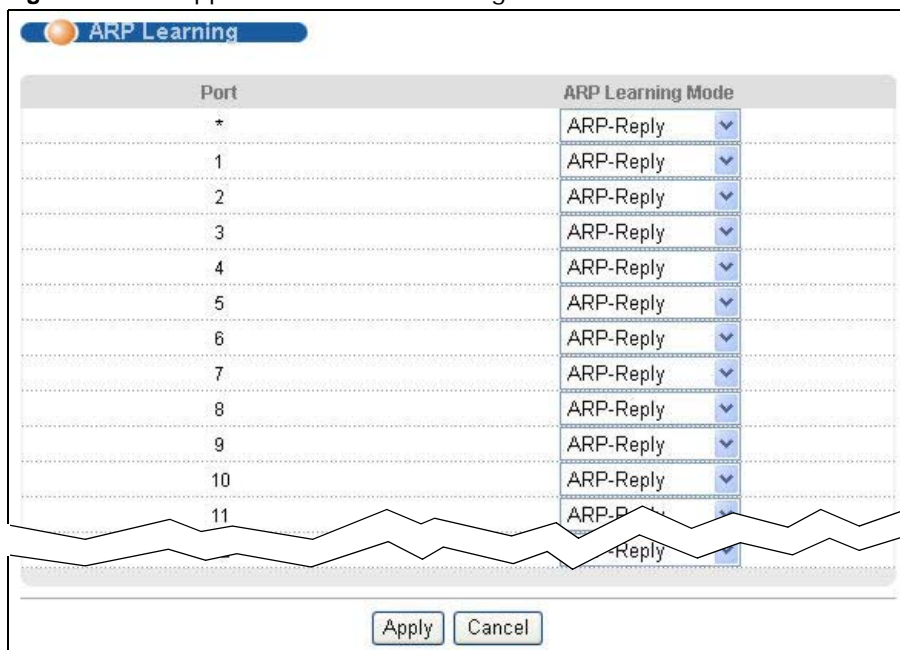 ARP Learning
Port ARP Learning Mode
* ARP-Reply
1 ARP-Reply
2 ARP-Reply
3 ARP-Reply
4 ARP-Reply
5 ARP-Reply
6 ARP-Reply
7 ARP-Reply
8 ARP-Reply
9 ARP-Reply
10 ARP-Reply
11
Apply Cancel